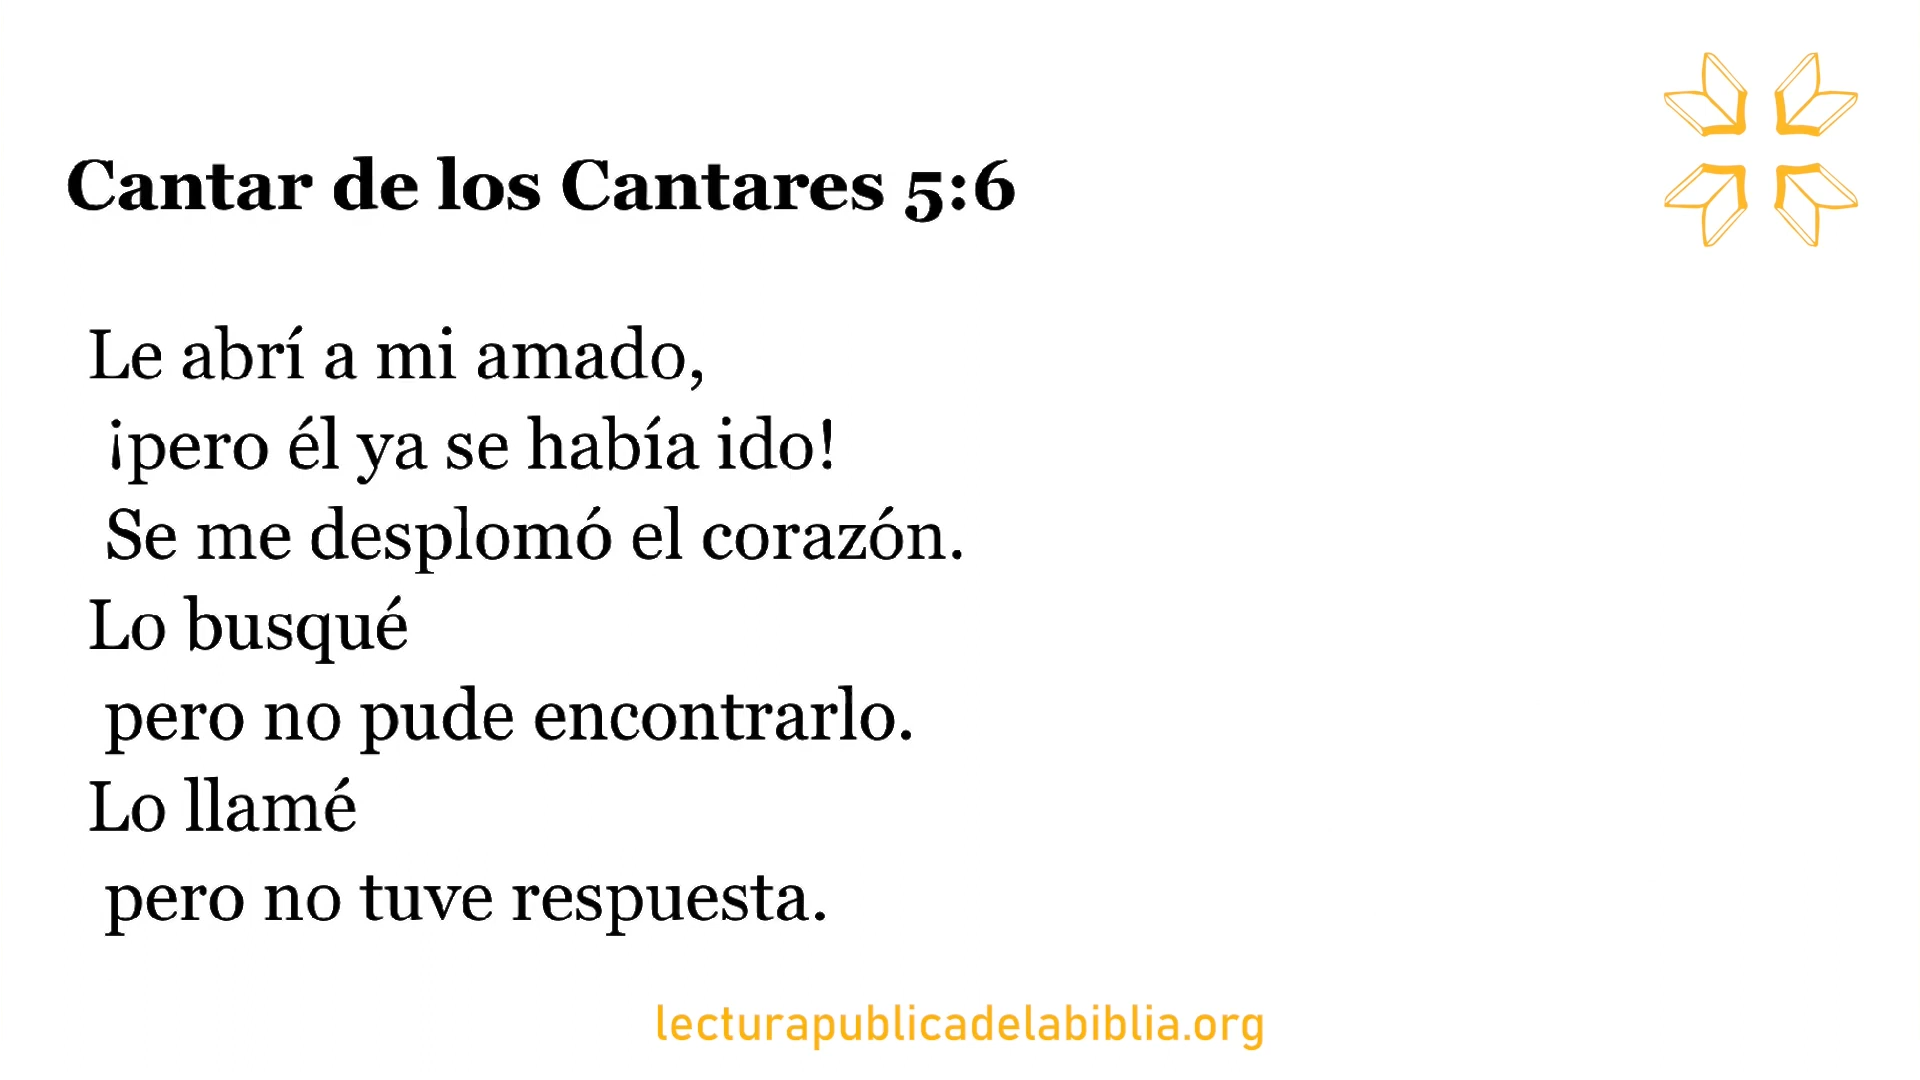 Cantar de los Cantares 5:6
Le abrí a mi amado,
¡pero él ya se había ido!
Se me desplomó el corazón.
Lo busqué
pero no pude encontrarlo.
Lo llamé
pero no tuve respuesta.
lecturapublicadelabiblia.org